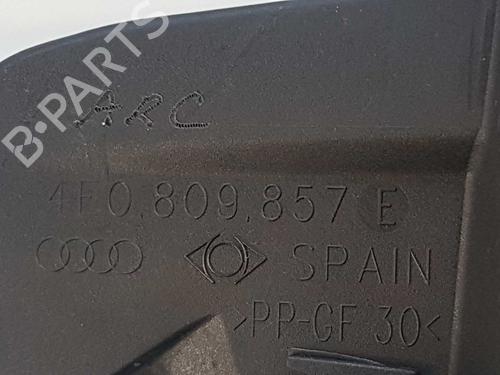 B-PARTS
ARC
4F0.809.857 E
SPAIN
>PP-GF 30<